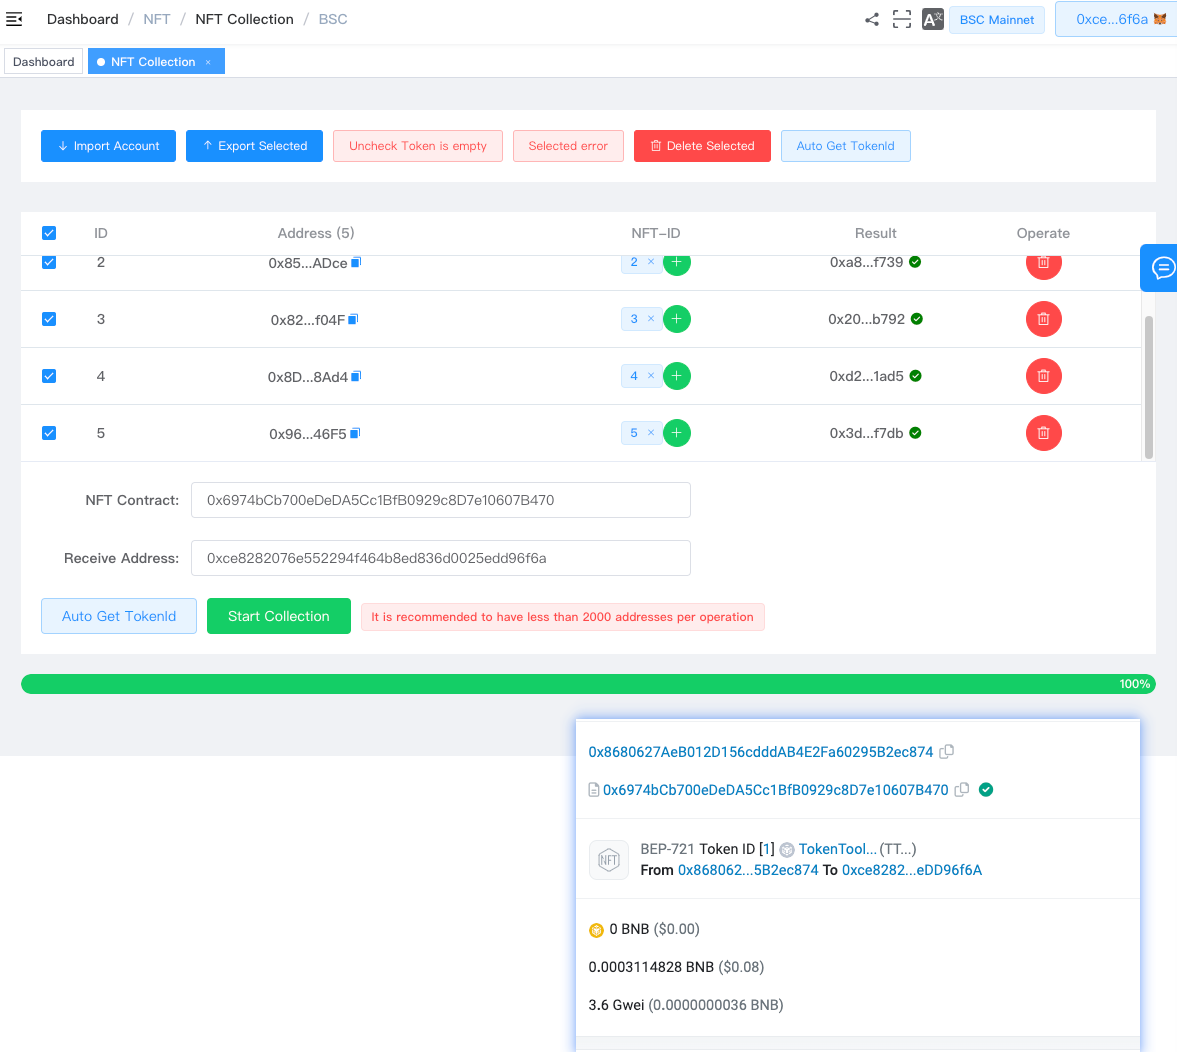 Dashboard / NFT / NFT Collection / BSC
A文 BSC Mainnet 0xce...6f6a
Dashboard NFT Collection ×
↓ Import Account ↑ Export Selected Uncheck Token is empty Selected error Delete Selected Auto Get TokenId
ID Address (5) NFT-ID Result Operate
2 0x85...ADce 2 × + 0xa8...f739
3 0x82...f04F 3 × + 0x20...b792
4 0x8D...8Ad4 4 × + 0xd2...1ad5
5 0x96...46F5 5 × + 0x3d...f7db
NFT Contract: 0x6974bCb700eDeDA5Cc1BfB0929c8D7e10607B470
Receive Address: 0xce8282076e552294f464b8ed836d0025edd96f6a
Auto Get TokenId Start Collection It is recommended to have less than 2000 addresses per operation
100%
0x8680627AeB012D156cdddAB4E2Fa60295B2ec874
0x6974bCb700eDeDA5Cc1BfB0929c8D7e10607B470
NFT BEP-721 Token ID [1] TokenTool... (TT...)
From 0x868062...5B2ec874 To 0xce8282...eDD96f6A
0 BNB ($0.00)
0.0003114828 BNB ($0.08)
3.6 Gwei (0.0000000036 BNB)